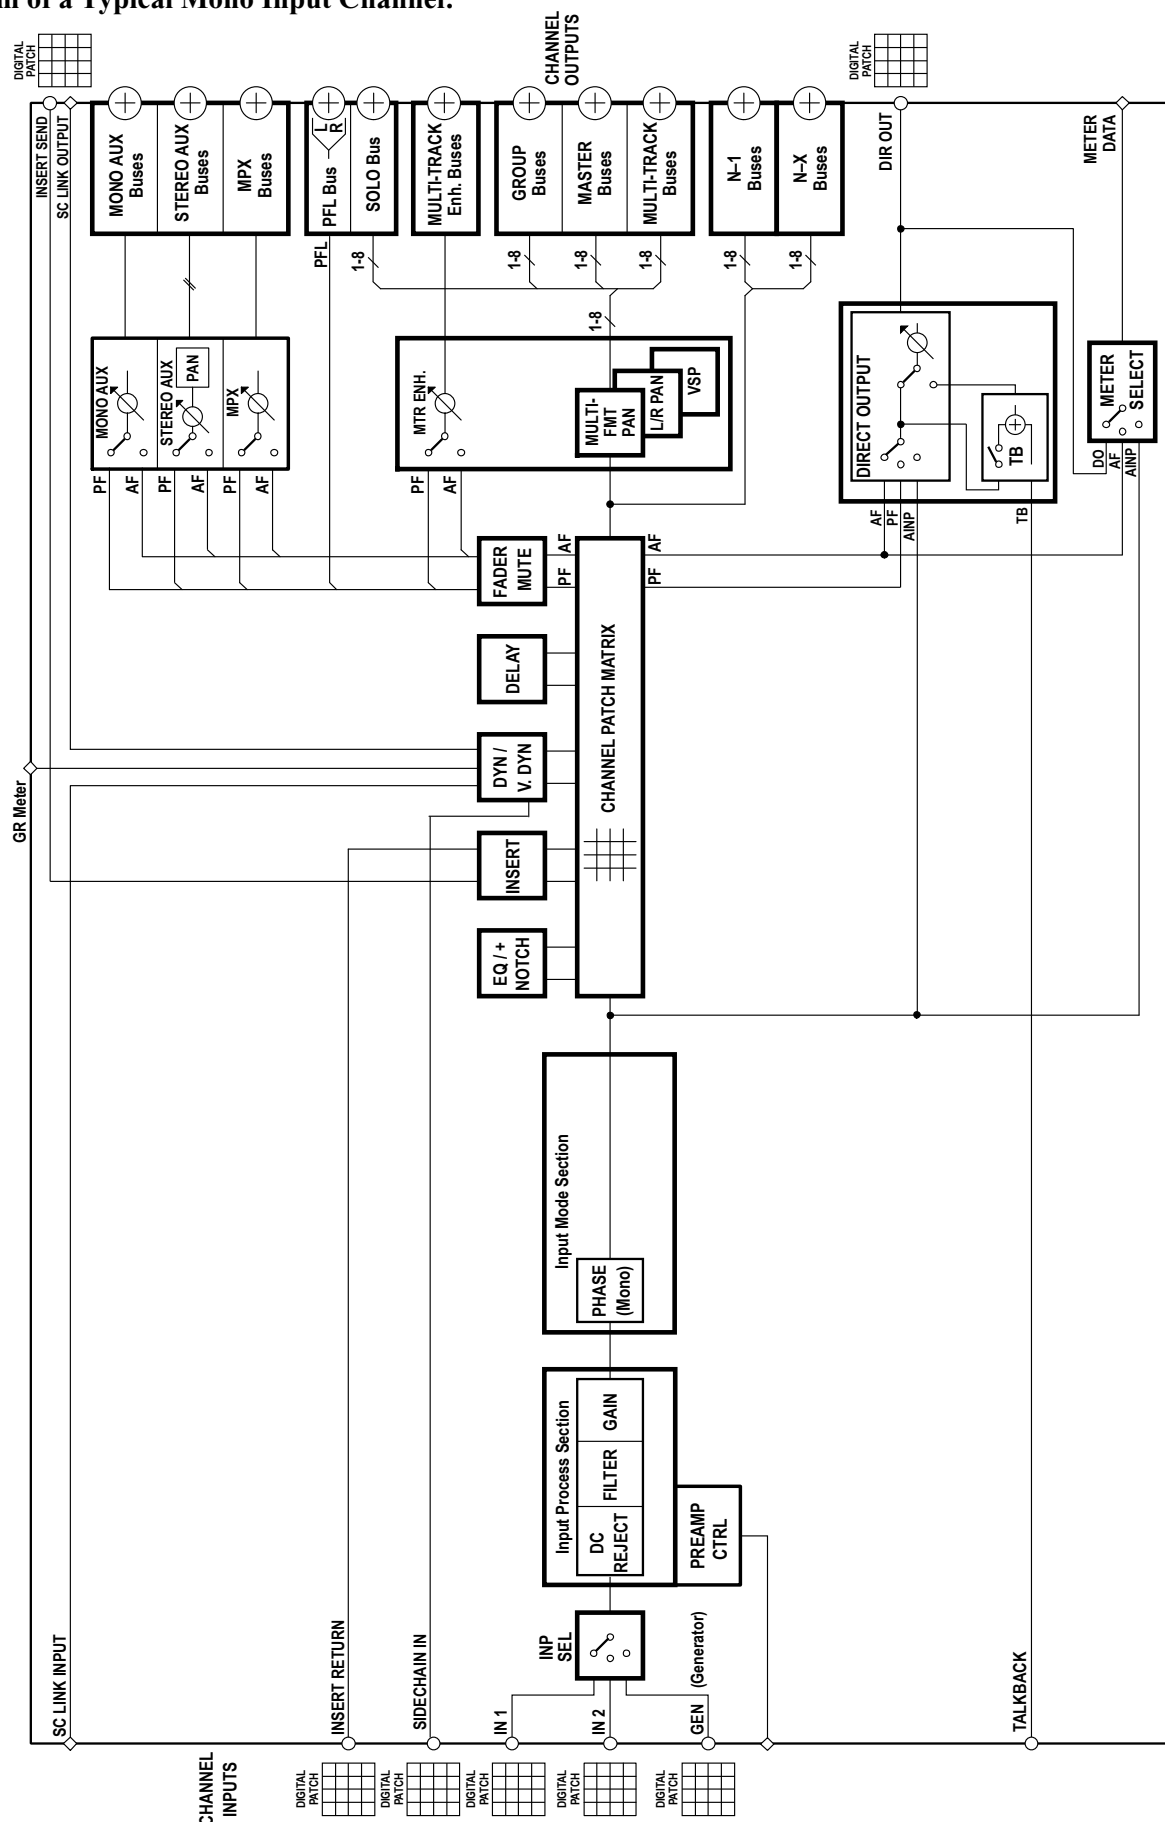 m of a Typical Mono Input Channel.
DIGITAL
PATCH
CHANNEL
OUTPUTS
DIGITAL
PATCH
INSERT SEND
SC LINK OUTPUT
MONO AUX
Buses
STEREO AUX
Buses
MPX
Buses
L
R
PFL Bus
SOLO Bus
MULTI-TRACK
Enh. Buses
GROUP
Buses
MASTER
Buses
MULTI-TRACK
Buses
N–1
Buses
N–X
Buses
DIR OUT
METER
DATA
PFL
1-8
1-8
1-8
1-8
1-8
1-8
1-8
MONO AUX
STEREO AUX
PAN
MPX
MTR ENH.
MULTI-
FMT
PAN
L/R PAN
VSP
DIRECT OUTPUT
TB
METER
SELECT
PF
AF
PF
AF
PF
AF
PF
AF
AF
PF
AINP
TB
DO
AF
AINP
FADER
MUTE
AF
PF
AF
PF
DELAY
DYN /
V. DYN
INSERT
EQ / +
NOTCH
CHANNEL PATCH MATRIX
GR Meter
Input Mode Section
PHASE
(Mono)
Input Process Section
DC
REJECT
FILTER
GAIN
PREAMP
CTRL
INP
SEL
SC LINK INPUT
INSERT RETURN
SIDECHAIN IN
IN 1
IN 2
GEN
(Generator)
TALKBACK
CHANNEL
INPUTS
DIGITAL
PATCH
DIGITAL
PATCH
DIGITAL
PATCH
DIGITAL
PATCH
DIGITAL
PATCH